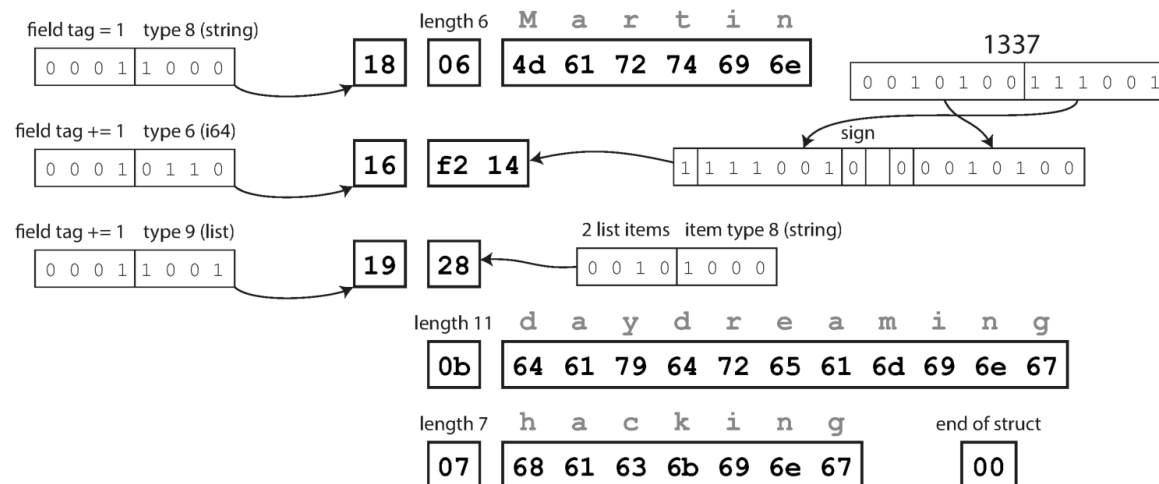 length 6 M a r t i n
field tag = 1 type 8 (string)
0 0 0 1 1 0 0 0
18 06 4d 61 72 74 69 6e
1337
0 0 1 0 1 0 0 1 1 1 0 0 1
field tag += 1 type 6 (i64)
sign
0 0 0 1 0 1 1 0
16 f2 14
1 1 1 1 0 0 1 0 0 0 0 1 0 1 0 0
field tag += 1 type 9 (list)
2 list items item type 8 (string)
0 0 0 1 1 0 0 1
19 28
0 0 1 0 1 0 0 0
length 11 d a y d r e a m i n g
0b 64 61 79 64 72 65 61 6d 69 6e 67
length 7 h a c k i n g
end of struct
07 68 61 63 6b 69 6e 67 00